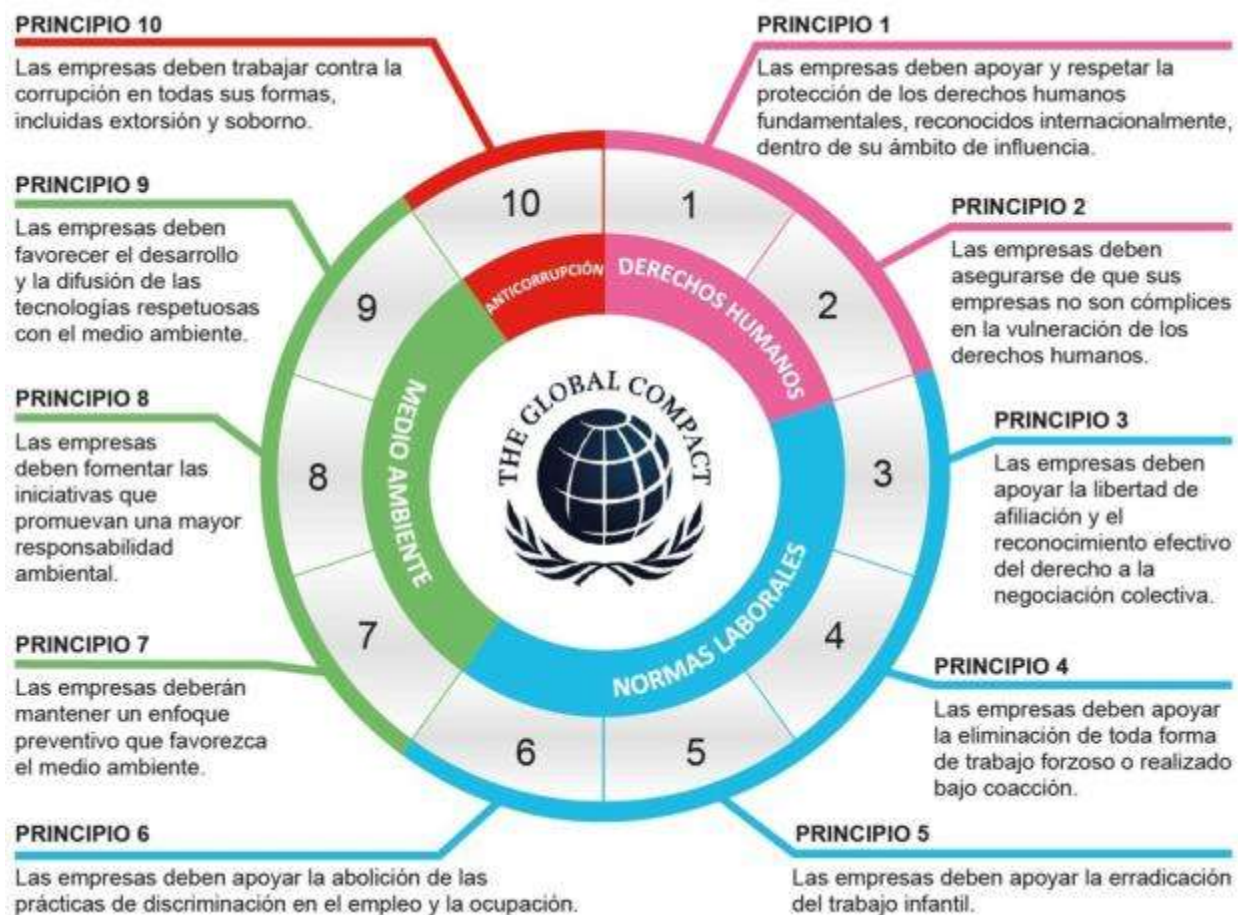 PRINCIPIO 10
Las empresas deben trabajar contra la
corrupción en todas sus formas,
incluidas extorsión y soborno.
PRINCIPIO 1
Las empresas deben apoyar y respetar la
protección de los derechos humanos
fundamentales, reconocidos internacionalmente,
dentro de su ámbito de influencia.
PRINCIPIO 9
Las empresas deben
favorecer el desarrollo
y la difusión de las
tecnologías respetuosas
con el medio ambiente.
PRINCIPIO 2
Las empresas deben
asegurarse de que sus
empresas no son cómplices
en la vulneración de los
derechos humanos.
PRINCIPIO 8
Las empresas
deben fomentar las
iniciativas que
promuevan una mayor
responsabilidad
ambiental.
PRINCIPIO 3
Las empresas deben
apoyar la libertad de
afiliación y el
reconocimiento efectivo
del derecho a la
negociación colectiva.
PRINCIPIO 7
Las empresas deberán
mantener un enfoque
preventivo que favorezca
el medio ambiente.
PRINCIPIO 4
Las empresas deben apoyar
la eliminación de toda forma
de trabajo forzoso o realizado
bajo coacción.
PRINCIPIO 6
Las empresas deben apoyar la abolición de las
prácticas de discriminación en el empleo y la ocupación.
PRINCIPIO 5
Las empresas deben apoyar la erradicación
del trabajo infantil.
10
1
2
3
4
5
6
7
8
9
ANTICORRUPCIÓN
DERECHOS HUMANOS
NORMAS LABORALES
MEDIO AMBIENTE
THE GLOBAL COMPACT